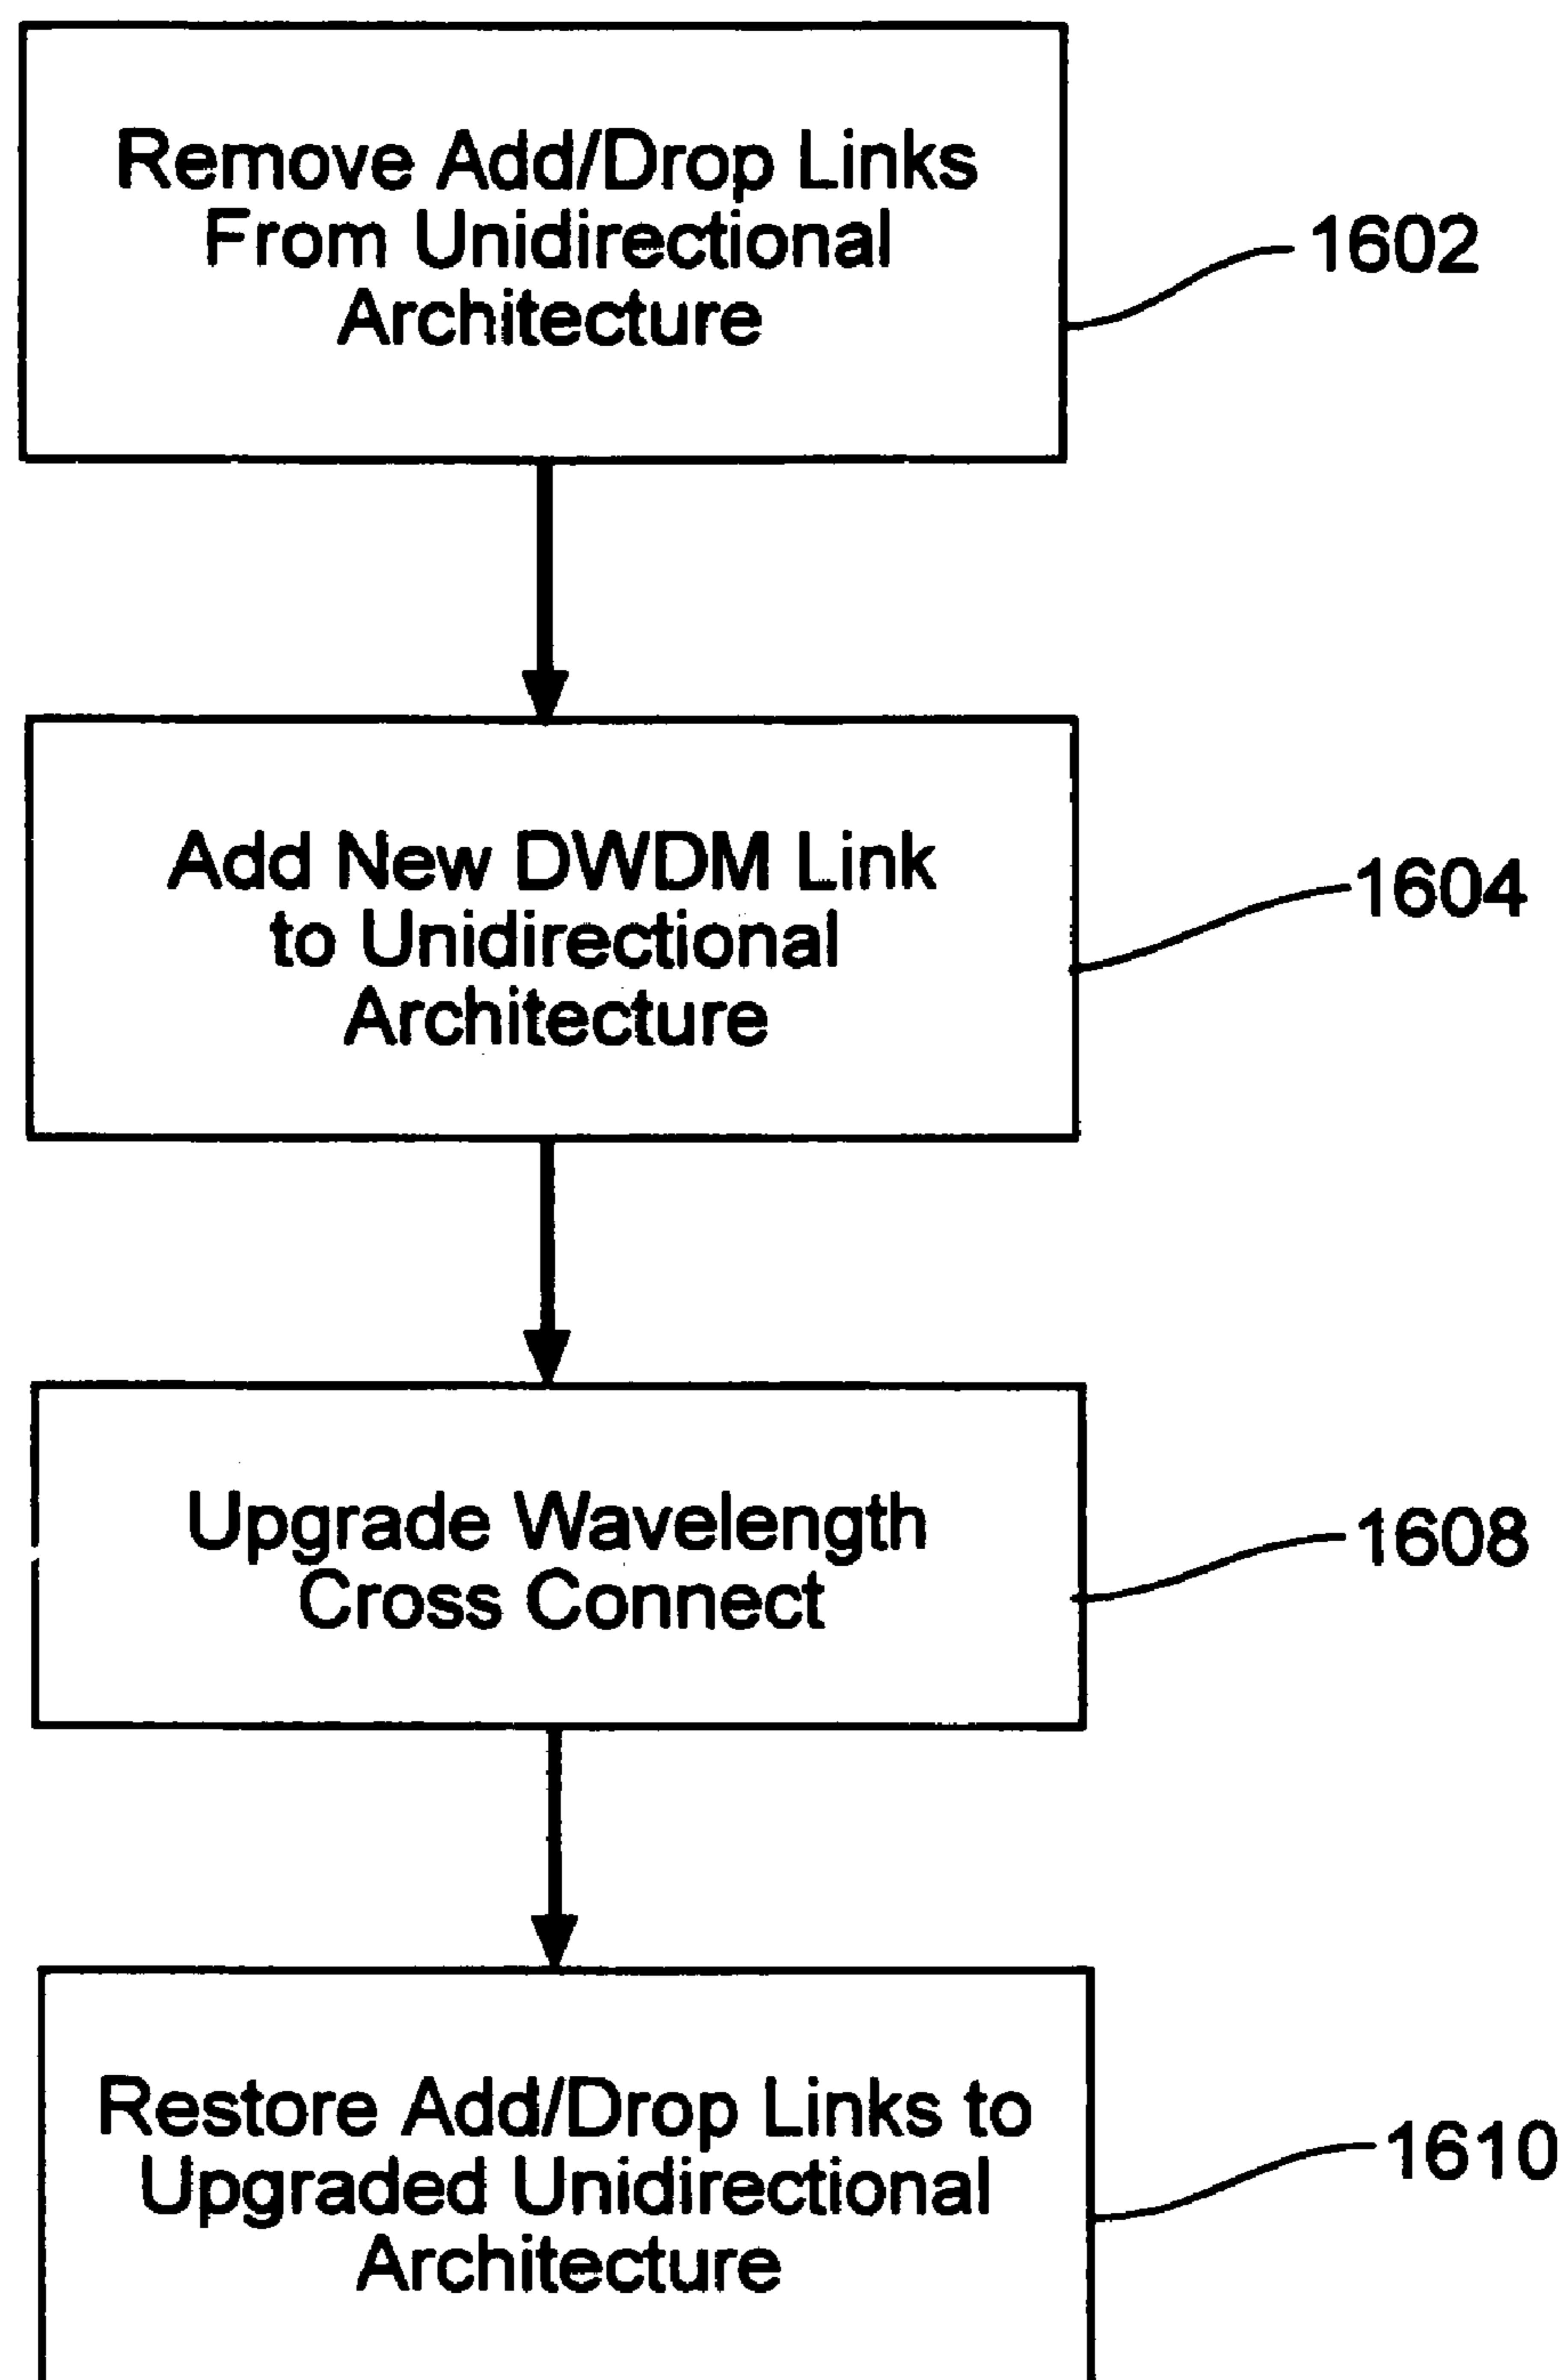 Remove Add/Drop Links
From Unidirectional
Architecture
1602
Add New DWDM Link
to Unidirectional
Architecture
1604
Upgrade Wavelength
Cross Connect
1608
Restore Add/Drop Links to
Upgraded Unidirectional
Architecture
1610